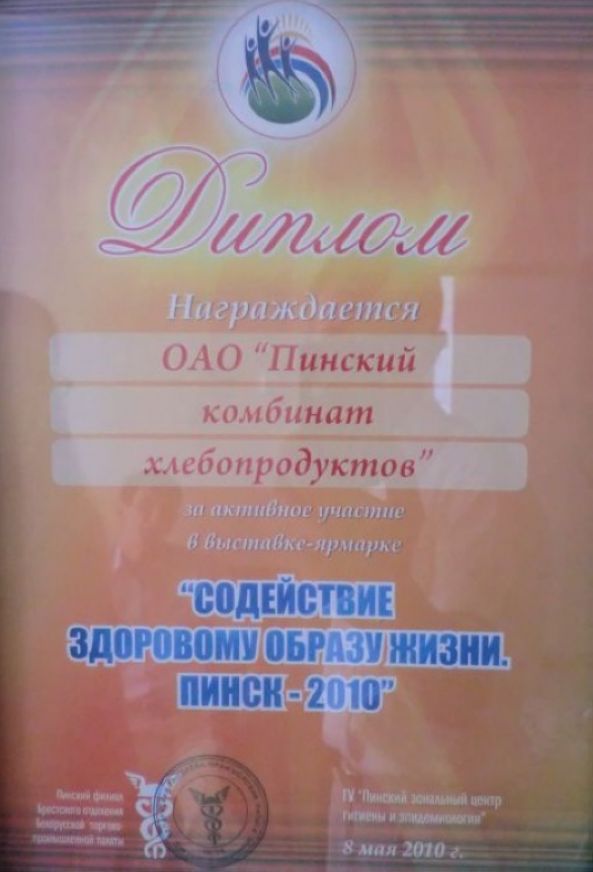 Диплом
Награждается
ОАО “Пинский
комбинат
хлебопродуктов”
за активное участие
в выставке-ярмарке
“СОДЕЙСТВИЕ
ЗДОРОВОМУ ОБРАЗУ ЖИЗНИ.
ПИНСК - 2010”
Пинский филиал
Брестского отделения
Белорусской торгово-
промышленной палаты
ГУ "Пинский зональный центр
гигиены и эпидемиологии"
8 мая 2010 г.